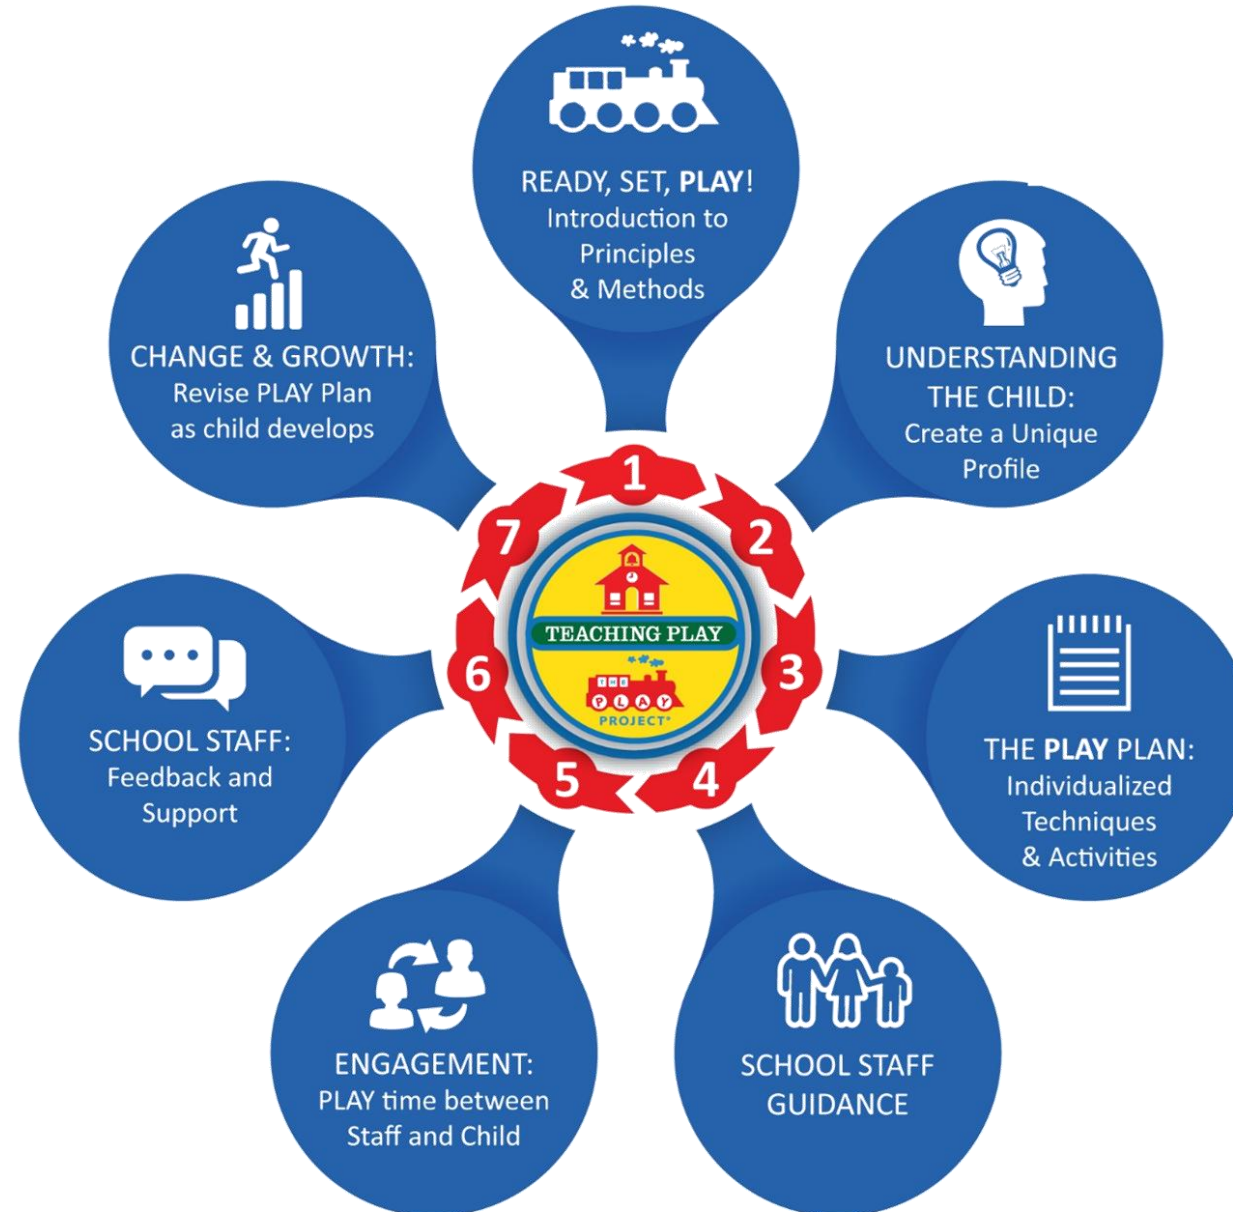 READY, SET, PLAY!
Introduction to
Principles
& Methods
UNDERSTANDING
THE CHILD:
Create a Unique
Profile
THE PLAY PLAN:
Individualized
Techniques
& Activities
SCHOOL STAFF
GUIDANCE
ENGAGEMENT:
PLAY time between
Staff and Child
SCHOOL STAFF:
Feedback and
Support
CHANGE & GROWTH:
Revise PLAY Plan
as child develops
1
2
3
4
5
6
7
TEACHING PLAY
THE
PLAY
PROJECT®